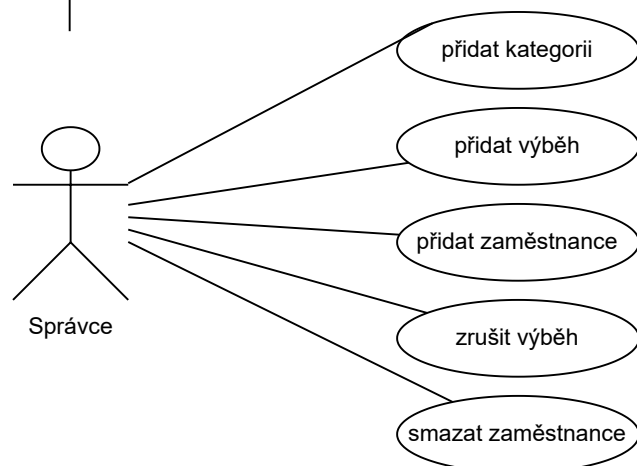 přidat kategorii
přidat výběh
přidat zaměstnance
Správce
zrušit výběh
smazat zaměstnance